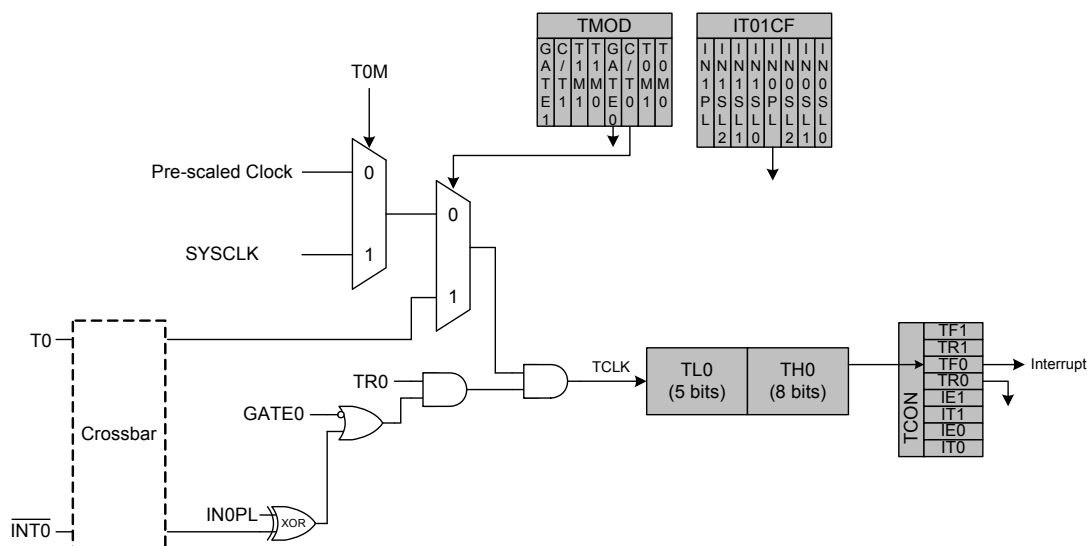 TMOD
GATE1
C/T1
T1M1
T1M0
GATE0
C/T0
T0M1
T0M0
IT01CF
IN1PL
IN1SL2
IN1SL1
IN1SL0
IN0PL
IN0SL2
IN0SL1
IN0SL0
T0M
Pre-scaled Clock
0
SYSCLK
1
0
1
T0
Crossbar
INT0
TR0
GATE0
IN0PL
XOR
TCLK
TL0
(5 bits)
TH0
(8 bits)
TCON
TF1
TR1
TF0
TR0
IE1
IT1
IE0
IT0
Interrupt